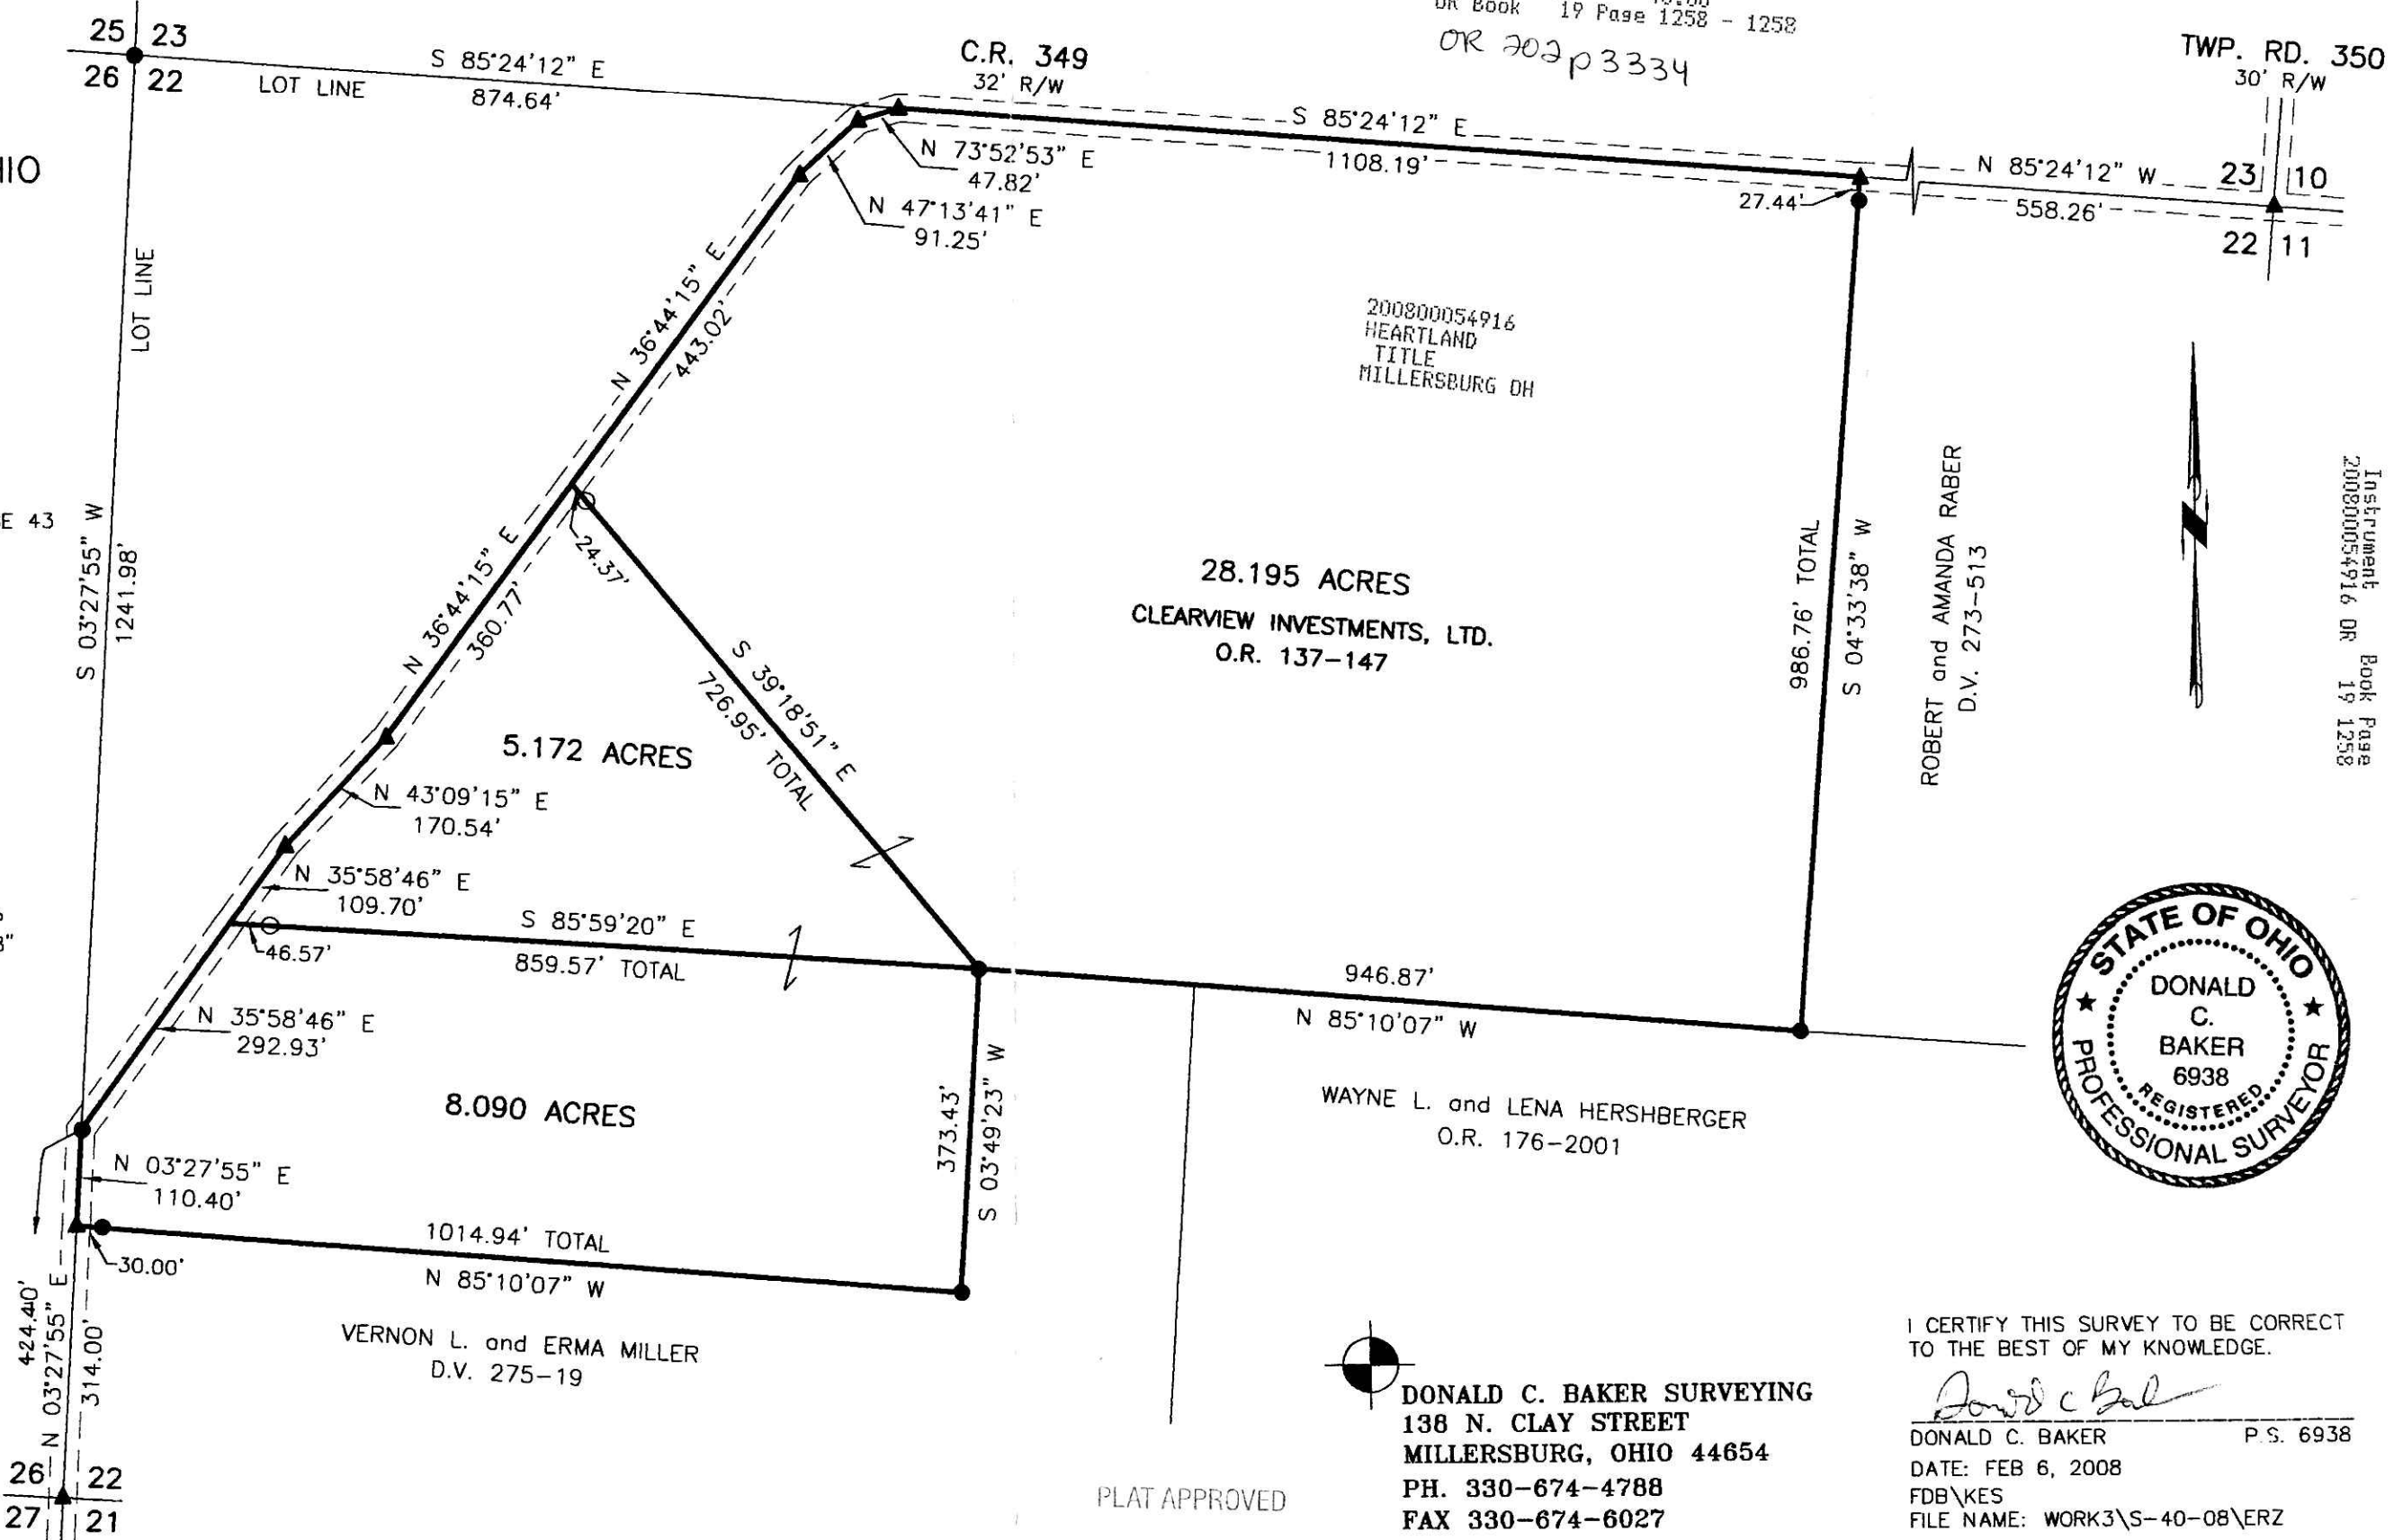 OR Book 19 Page 1258 - 1258
OR 202 p 3334
25 23
26 22
LOT LINE
S 85°24'12" E
874.64'
C.R. 349
32' R/W
TWP. RD. 350
30' R/W
S 85°24'12" E
1108.19'
N 85°24'12" W
558.26'
23 10
22 11
27.44'
N 73°52'53" E
47.82'
N 47°13'41" E
91.25'
HIO
LOT LINE
N 36°44'15" E
443.02'
200800054916
HEARTLAND
TITLE
MILLERSBURG OH
E 43
S 03°27'55" W
1241.98'
24.37'
N 36°44'15" E
360.77'
S 39°18'51" E
726.95' TOTAL
28.195 ACRES
CLEARVIEW INVESTMENTS, LTD.
O.R. 137-147
986.76' TOTAL
S 04°33'38" W
ROBERT and AMANDA RABER
D.V. 273-513
Instrument Book Page
200800054916 OR 19 1258
5.172 ACRES
N 43°09'15" E
170.54'
N 35°58'46" E
109.70'
46.57'
S 85°59'20" E
859.57' TOTAL
946.87'
N 85°10'07" W
N 35°58'46" E
292.93'
8.090 ACRES
373.43'
S 03°49'23" W
WAYNE L. and LENA HERSHBERGER
O.R. 176-2001
STATE OF OHIO
DONALD
C.
BAKER
6938
REGISTERED
PROFESSIONAL SURVEYOR
N 03°27'55" E
110.40'
30.00'
1014.94' TOTAL
N 85°10'07" W
424.40'
N 03°27'55" E
314.00'
VERNON L. and ERMA MILLER
D.V. 275-19
26 22
27 21
PLAT APPROVED
DONALD C. BAKER SURVEYING
138 N. CLAY STREET
MILLERSBURG, OHIO 44654
PH. 330-674-4788
FAX 330-674-6027
I CERTIFY THIS SURVEY TO BE CORRECT
TO THE BEST OF MY KNOWLEDGE.
DONALD C. BAKER P.S. 6938
DATE: FEB 6, 2008
FDB\KES
FILE NAME: WORK3\S-40-08\ERZ